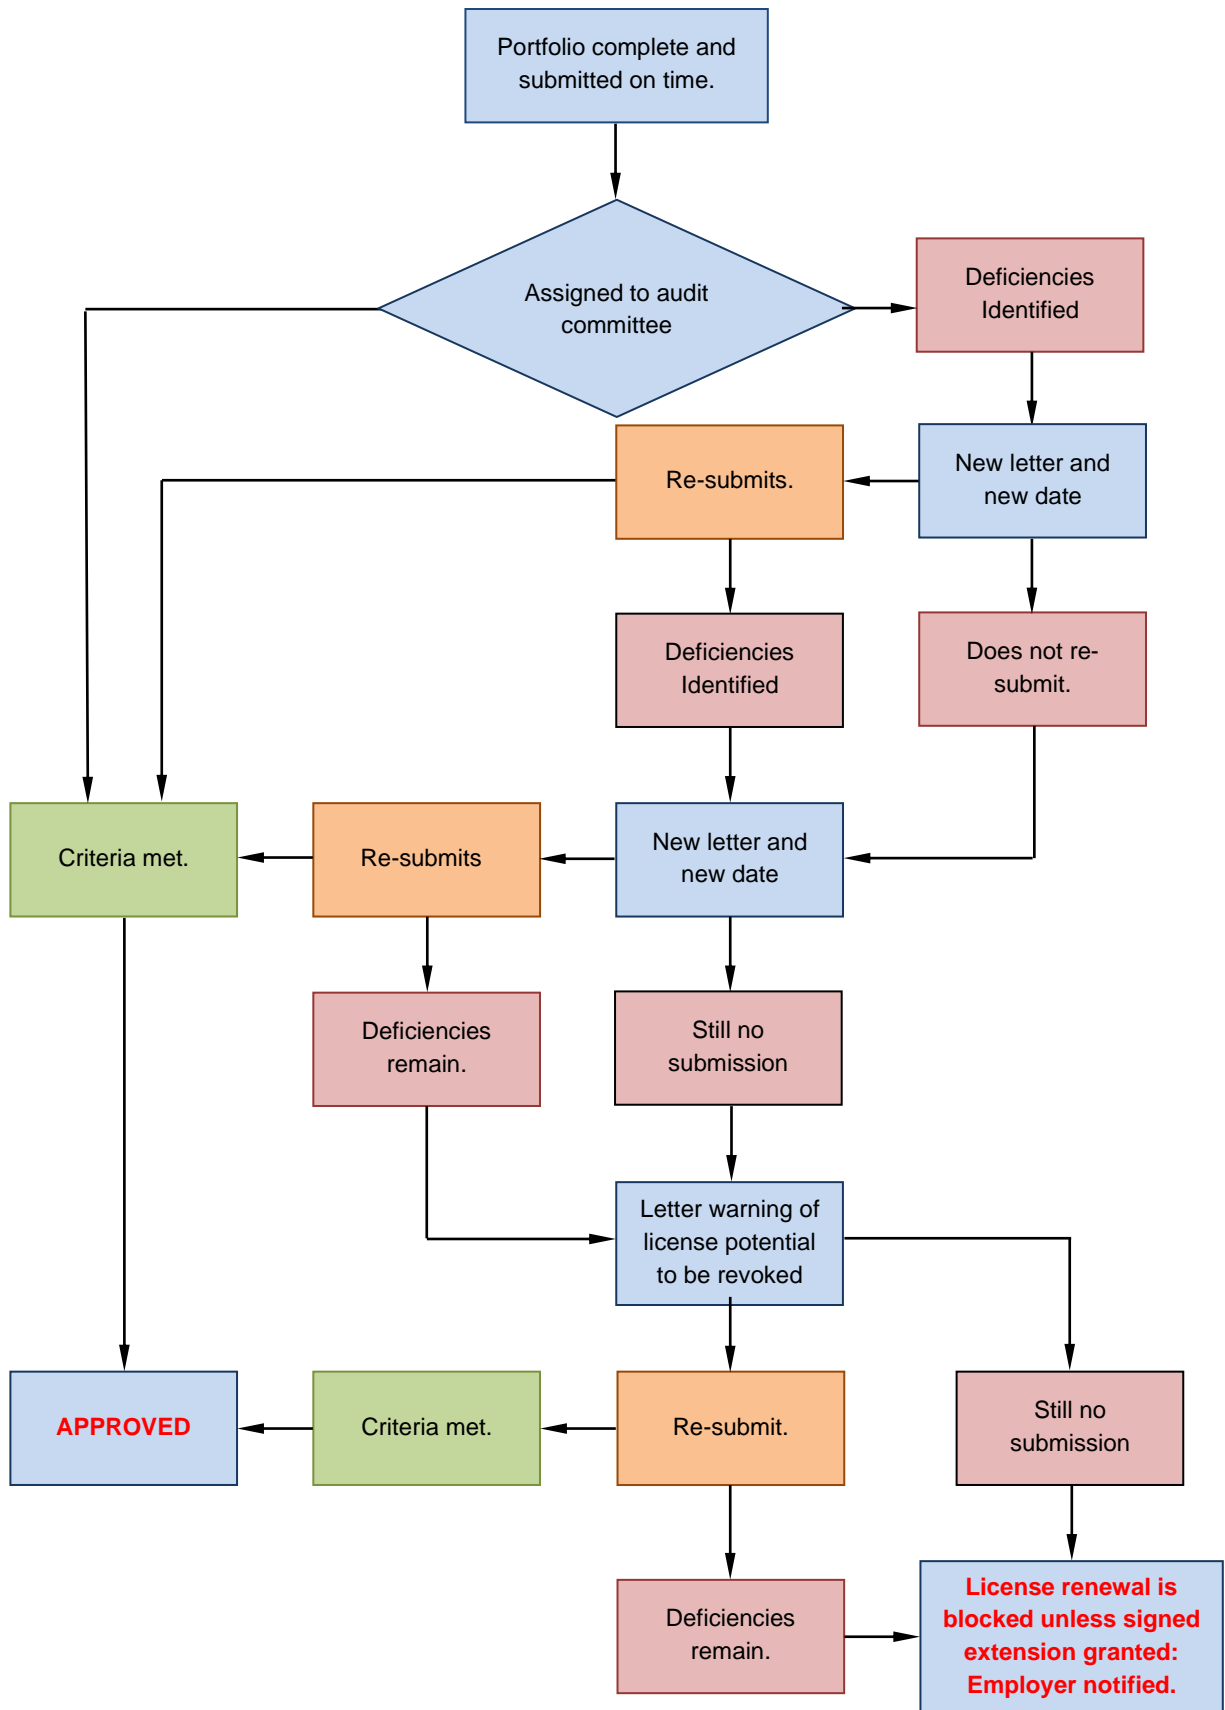 Portfolio complete and
submitted on time.
Assigned to audit
committee
Deficiencies
Identified
New letter and
new date
Re-submits.
Deficiencies
Identified
Does not re-
submit.
Criteria met.
Re-submits
New letter and
new date
Deficiencies
remain.
Still no
submission
Letter warning of
license potential
to be revoked
APPROVED
Criteria met.
Re-submit.
Still no
submission
Deficiencies
remain.
License renewal is
blocked unless signed
extension granted:
Employer notified.